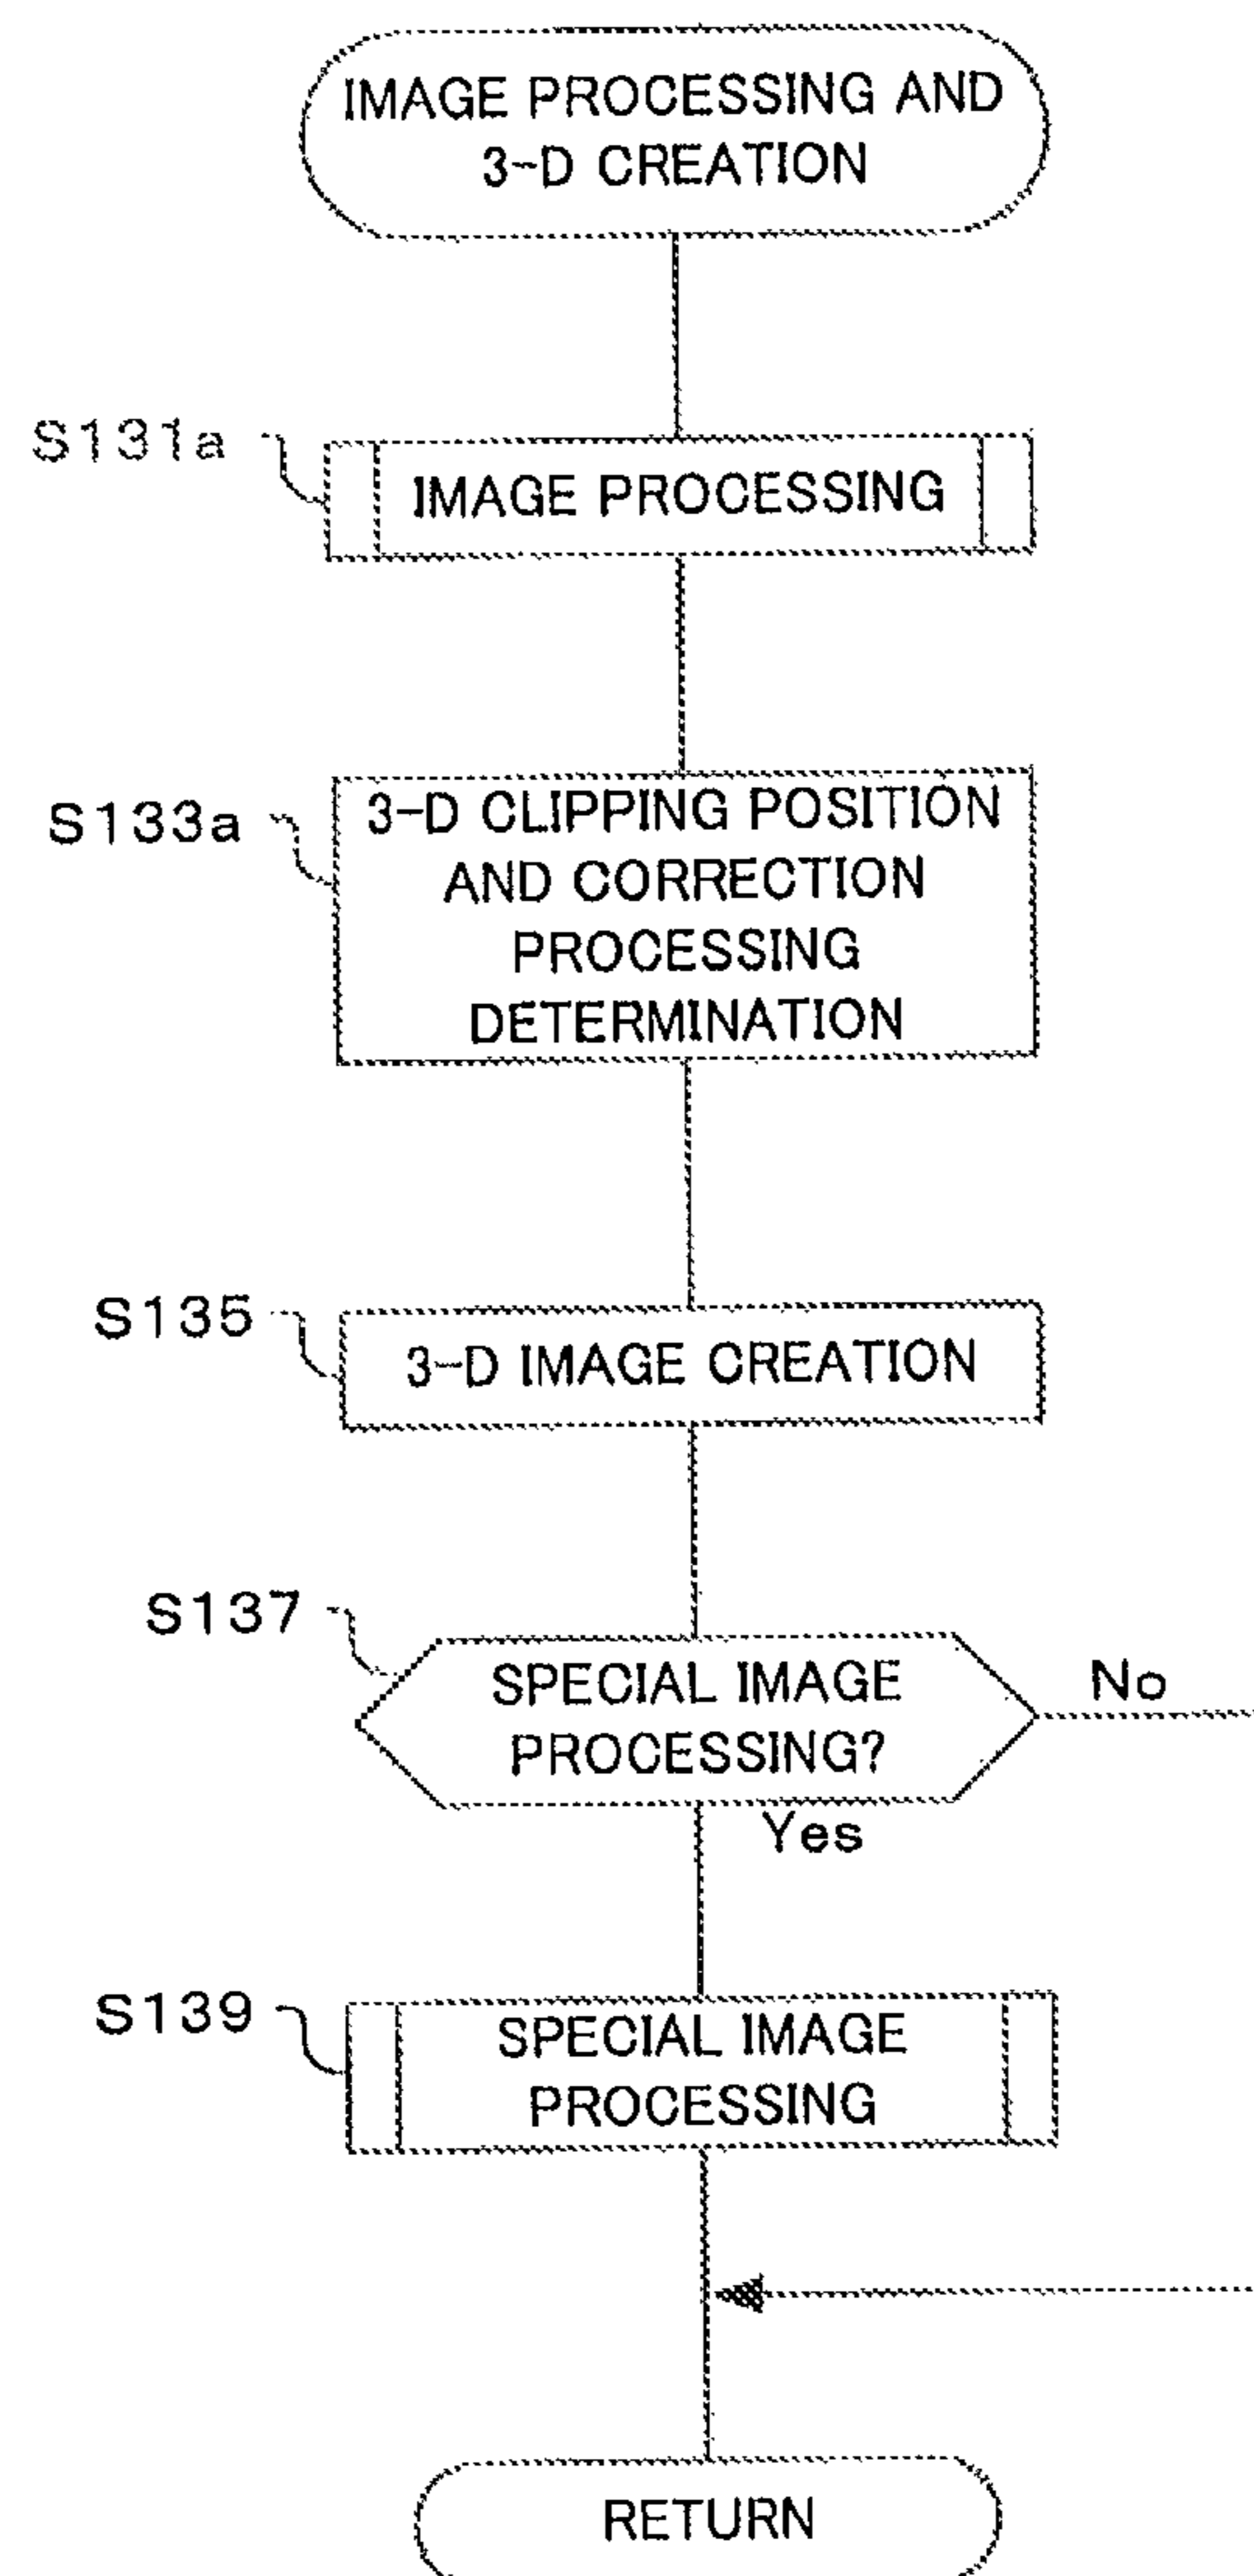 IMAGE PROCESSING AND
3-D CREATION
S131a
IMAGE PROCESSING
S133a
3-D CLIPPING POSITION
AND CORRECTION
PROCESSING
DETERMINATION
S135
3-D IMAGE CREATION
S137
SPECIAL IMAGE
PROCESSING?
No
Yes
S139
SPECIAL IMAGE
PROCESSING
RETURN